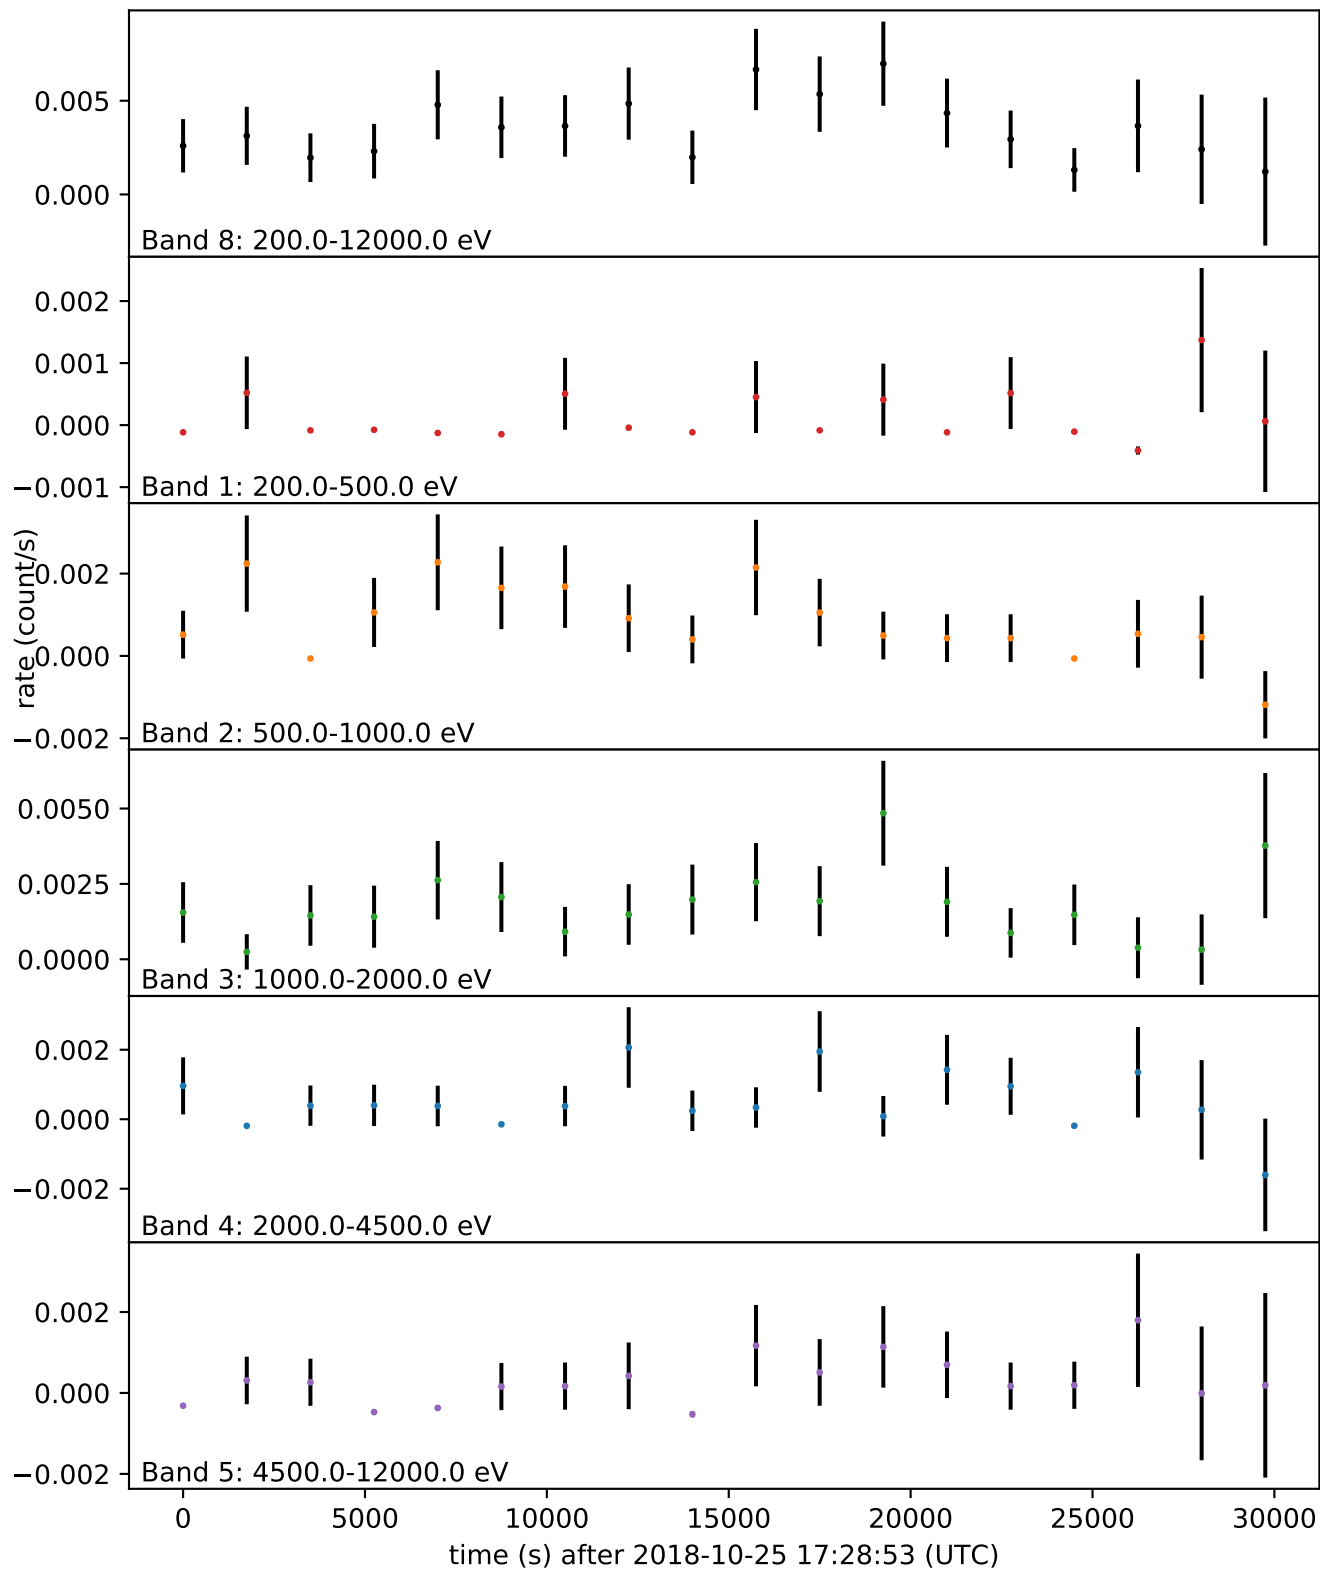 0.005
0.000
Band 8: 200.0-12000.0 eV
0.002
0.001
0.000
−0.001
Band 1: 200.0-500.0 eV
rate (count/s)
0.002
0.000
−0.002
Band 2: 500.0-1000.0 eV
0.0050
0.0025
0.0000
Band 3: 1000.0-2000.0 eV
0.002
0.000
−0.002
Band 4: 2000.0-4500.0 eV
0.002
0.000
−0.002
Band 5: 4500.0-12000.0 eV
0 5000 10000 15000 20000 25000 30000
time (s) after 2018-10-25 17:28:53 (UTC)